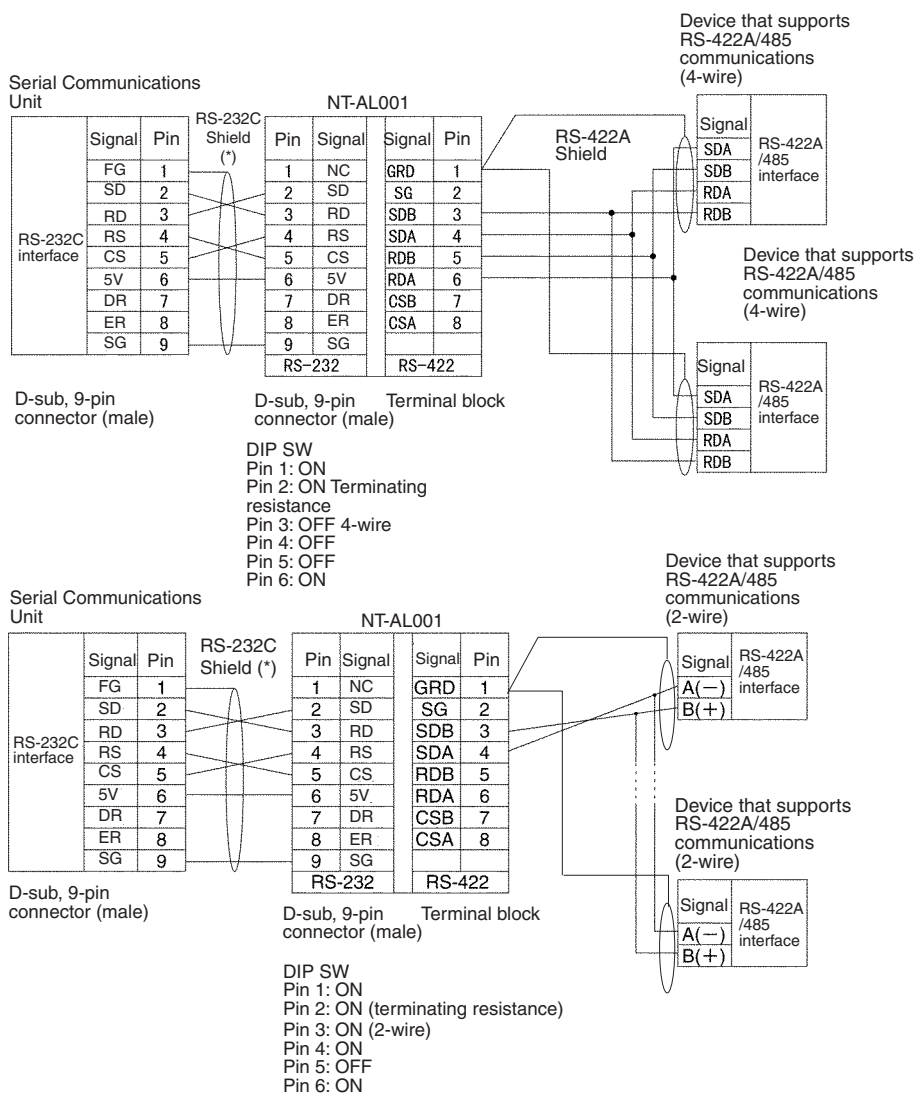 Device that supports
RS-422A/485
communications
(4-wire)
Serial Communications
Unit
RS-232C
Shield
(*)
NT-AL001
RS-422A
Shield
Signal Pin
Pin Signal
Signal Pin
Signal
RS-232C
interface
FG 1
SD 2
RD 3
RS 4
CS 5
5V 6
DR 7
ER 8
SG 9
1 NC
2 SD
3 RD
4 RS
5 CS
6 5V
7 DR
8 ER
9 SG
RS-232
GRD 1
SG 2
SDB 3
SDA 4
RDB 5
RDA 6
CSB 7
CSA 8
RS-422
SDA
SDB
RDA
RDB
RS-422A
/485
interface
Device that supports
RS-422A/485
communications
(4-wire)
Signal
SDA
SDB
RDA
RDB
RS-422A
/485
interface
D-sub, 9-pin
connector (male)
D-sub, 9-pin
connector (male)
Terminal block
DIP SW
Pin 1: ON
Pin 2: ON Terminating
resistance
Pin 3: OFF 4-wire
Pin 4: OFF
Pin 5: OFF
Pin 6: ON
Device that supports
RS-422A/485
communications
(2-wire)
Serial Communications
Unit
RS-232C
Shield (*)
NT-AL001
Signal Pin
Pin Signal
Signal Pin
RS-232C
interface
FG 1
SD 2
RD 3
RS 4
CS 5
5V 6
DR 7
ER 8
SG 9
1 NC
2 SD
3 RD
4 RS
5 CS
6 5V
7 DR
8 ER
9 SG
RS-232
GRD 1
SG 2
SDB 3
SDA 4
RDB 5
RDA 6
CSB 7
CSA 8
RS-422
Signal
A(−)
B(+)
RS-422A
/485
interface
Device that supports
RS-422A/485
communications
(2-wire)
Signal
A(−)
B(+)
RS-422A
/485
interface
D-sub, 9-pin
connector (male)
D-sub, 9-pin
connector (male)
Terminal block
DIP SW
Pin 1: ON
Pin 2: ON (terminating resistance)
Pin 3: ON (2-wire)
Pin 4: ON
Pin 5: OFF
Pin 6: ON